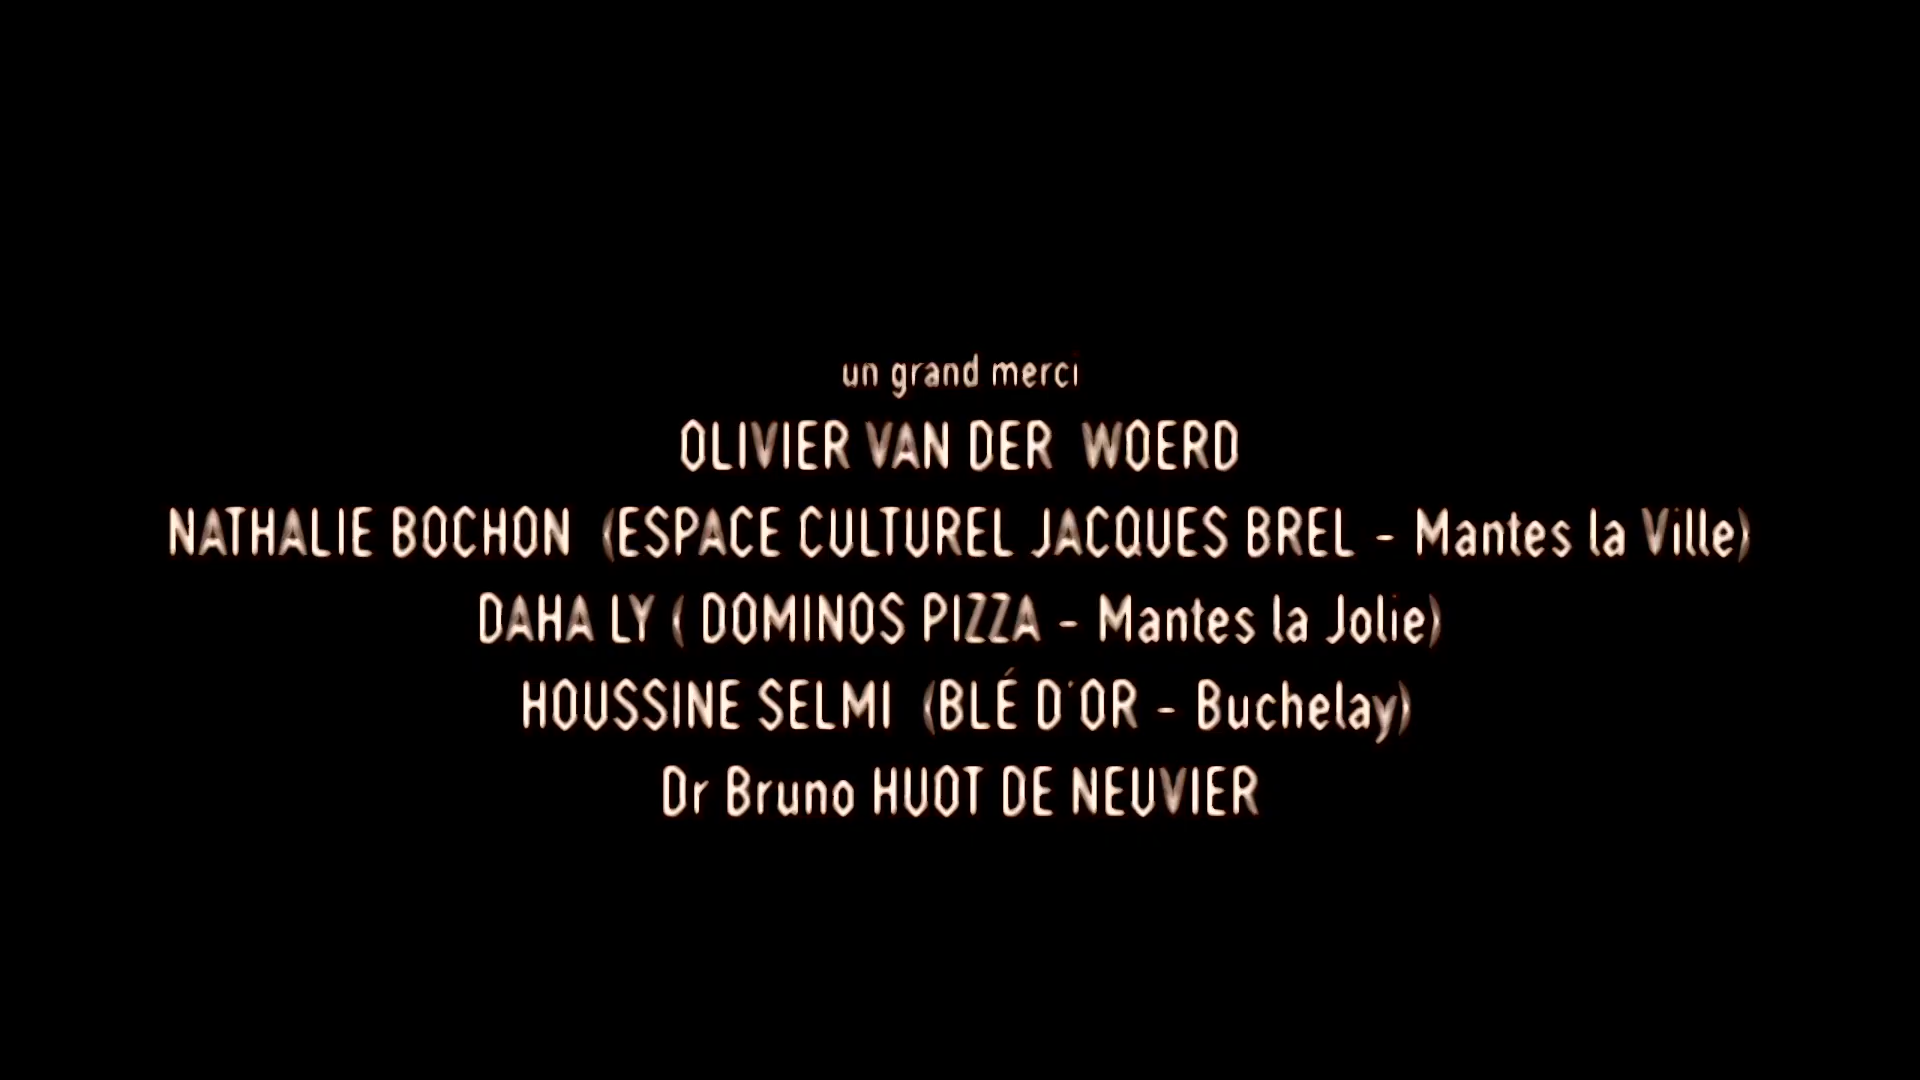 un grand merci
OLIVIER VAN DER WOERD
NATHALIE BOCHON (ESPACE CULTUREL JACQUES BREL - Mantes la Ville)
DAHA LY ( DOMINOS PIZZA - Mantes la Jolie)
HOUSSINE SELMI (BLÉ D'OR - Buchelay)
Dr Bruno HUOT DE NEUVIER